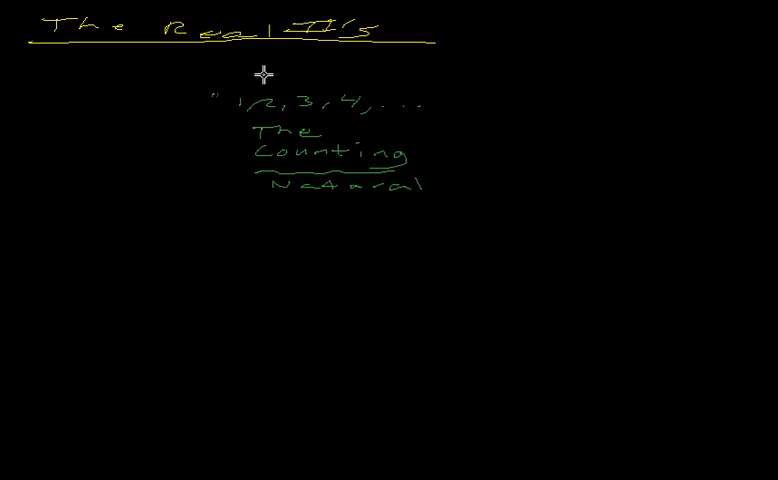 The Real #'s
" 1, 2, 3, 4, ...
The
Counting
Natural